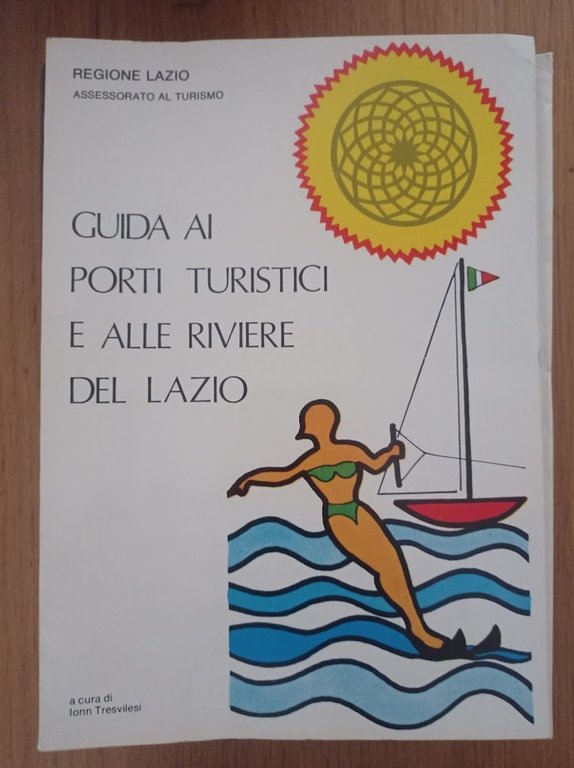 REGIONE LAZIO
ASSESSORATO AL TURISMO
GUIDA AI
PORTI TURISTICI
E ALLE RIVIERE
DEL LAZIO
a cura di
Ionn Tresvilesi